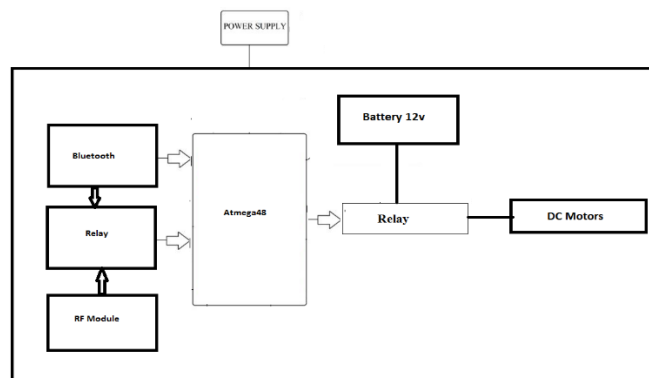 POWER SUPPLY
Battery 12v
Bluetooth
Atmega48
Relay
Relay
DC Motors
RF Module